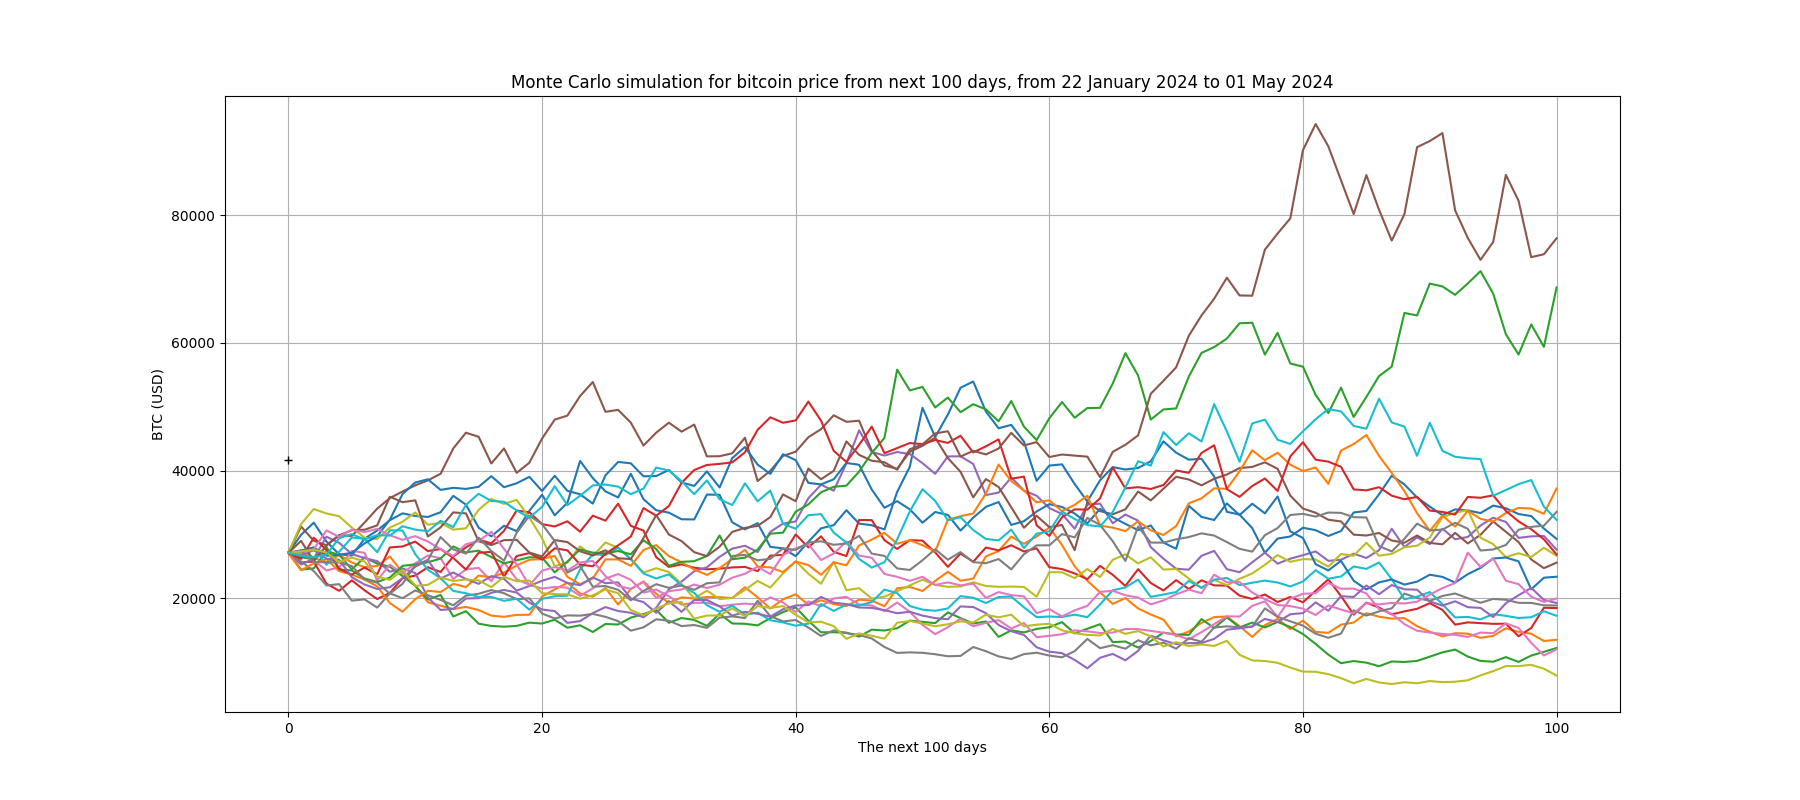 Monte Carlo simulation for bitcoin price from next 100 days, from 22 January 2024 to 01 May 2024
80000
60000
40000
20000
BTC (USD)
0 20 40 60 80 100
The next 100 days